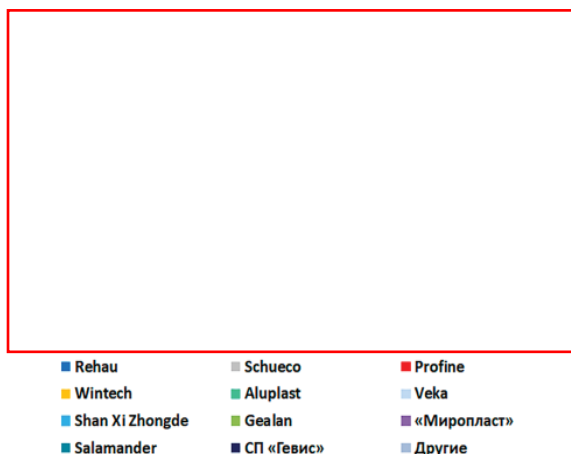 Rehau Schueco Profine
Wintech Aluplast Veka
Shan Xi Zhongde Gealan «Миропласт»
Salamander СП «Гевис» Другие